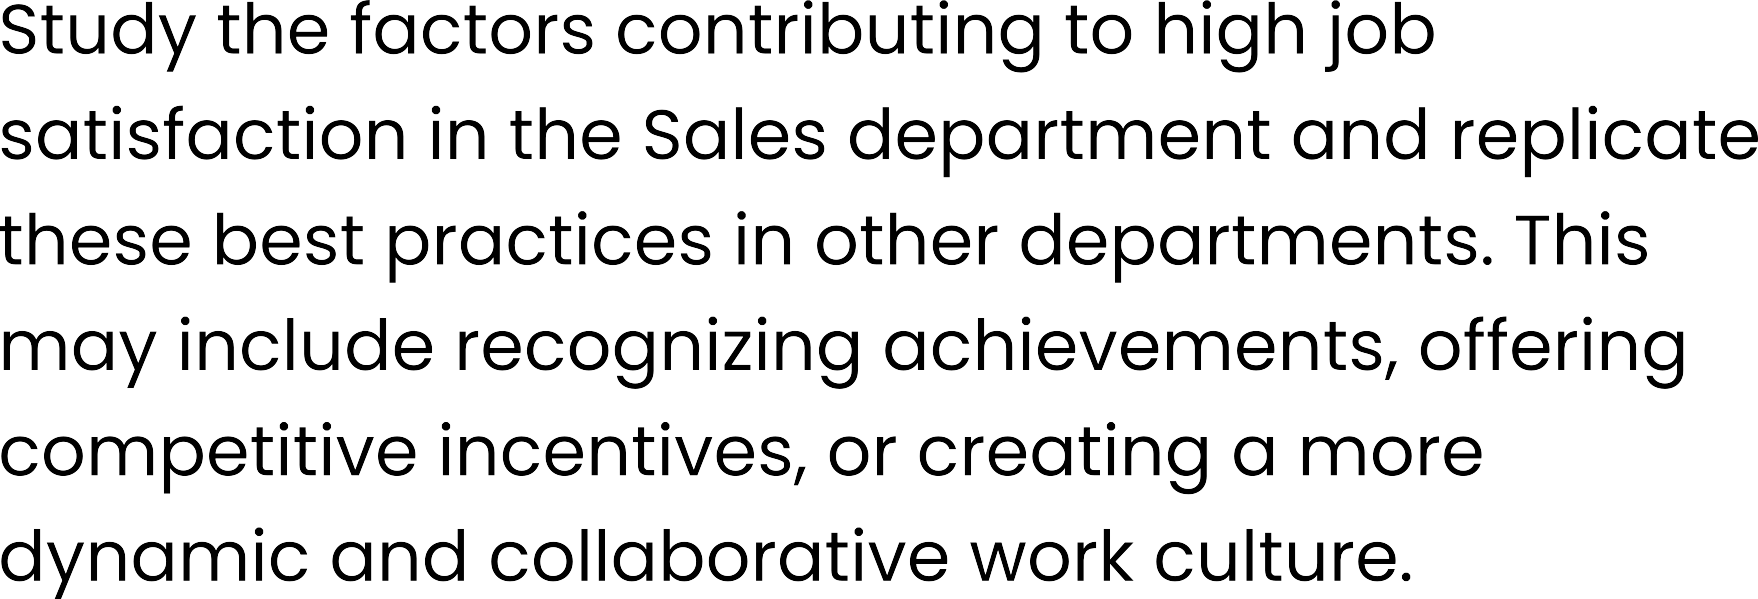 Study the factors contributing to high job
satisfaction in the Sales department and replicate
these best practices in other departments. This
may include recognizing achievements, offering
competitive incentives, or creating a more
dynamic and collaborative work culture.